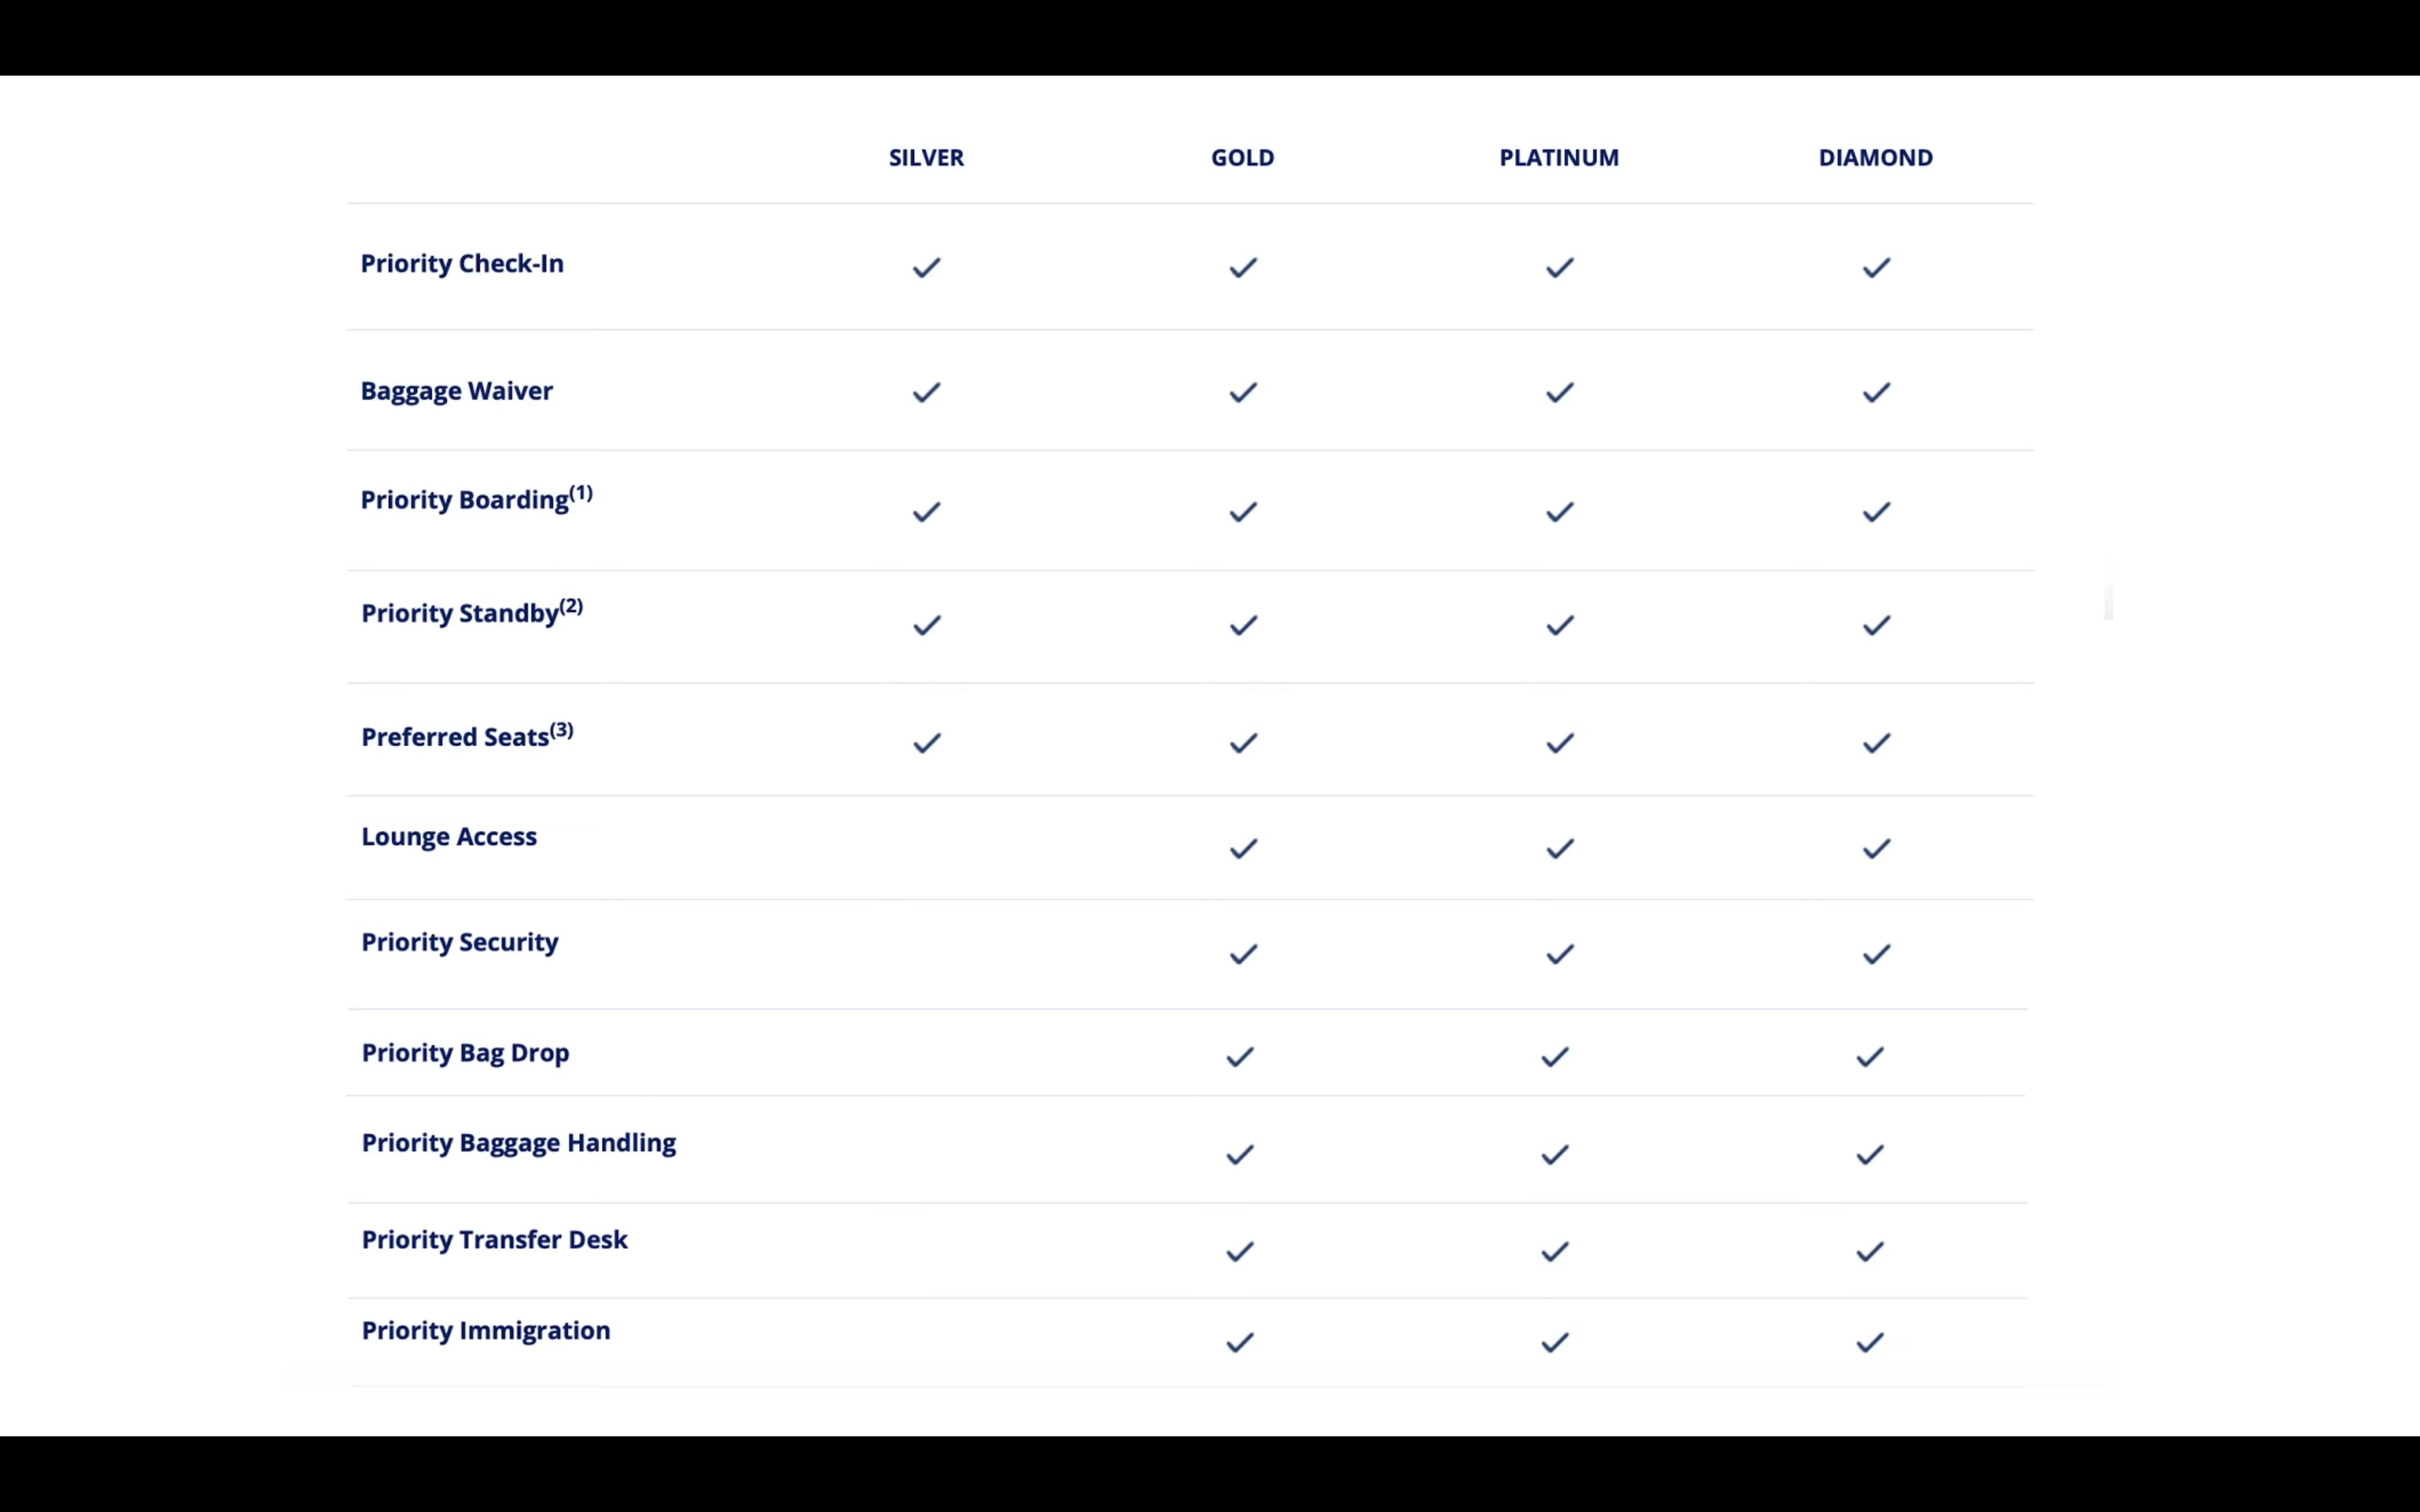 SILVER GOLD PLATINUM DIAMOND
Priority Check-In
Baggage Waiver
Priority Boarding(1)
Priority Standby(2)
Preferred Seats(3)
Lounge Access
Priority Security
Priority Bag Drop
Priority Baggage Handling
Priority Transfer Desk
Priority Immigration